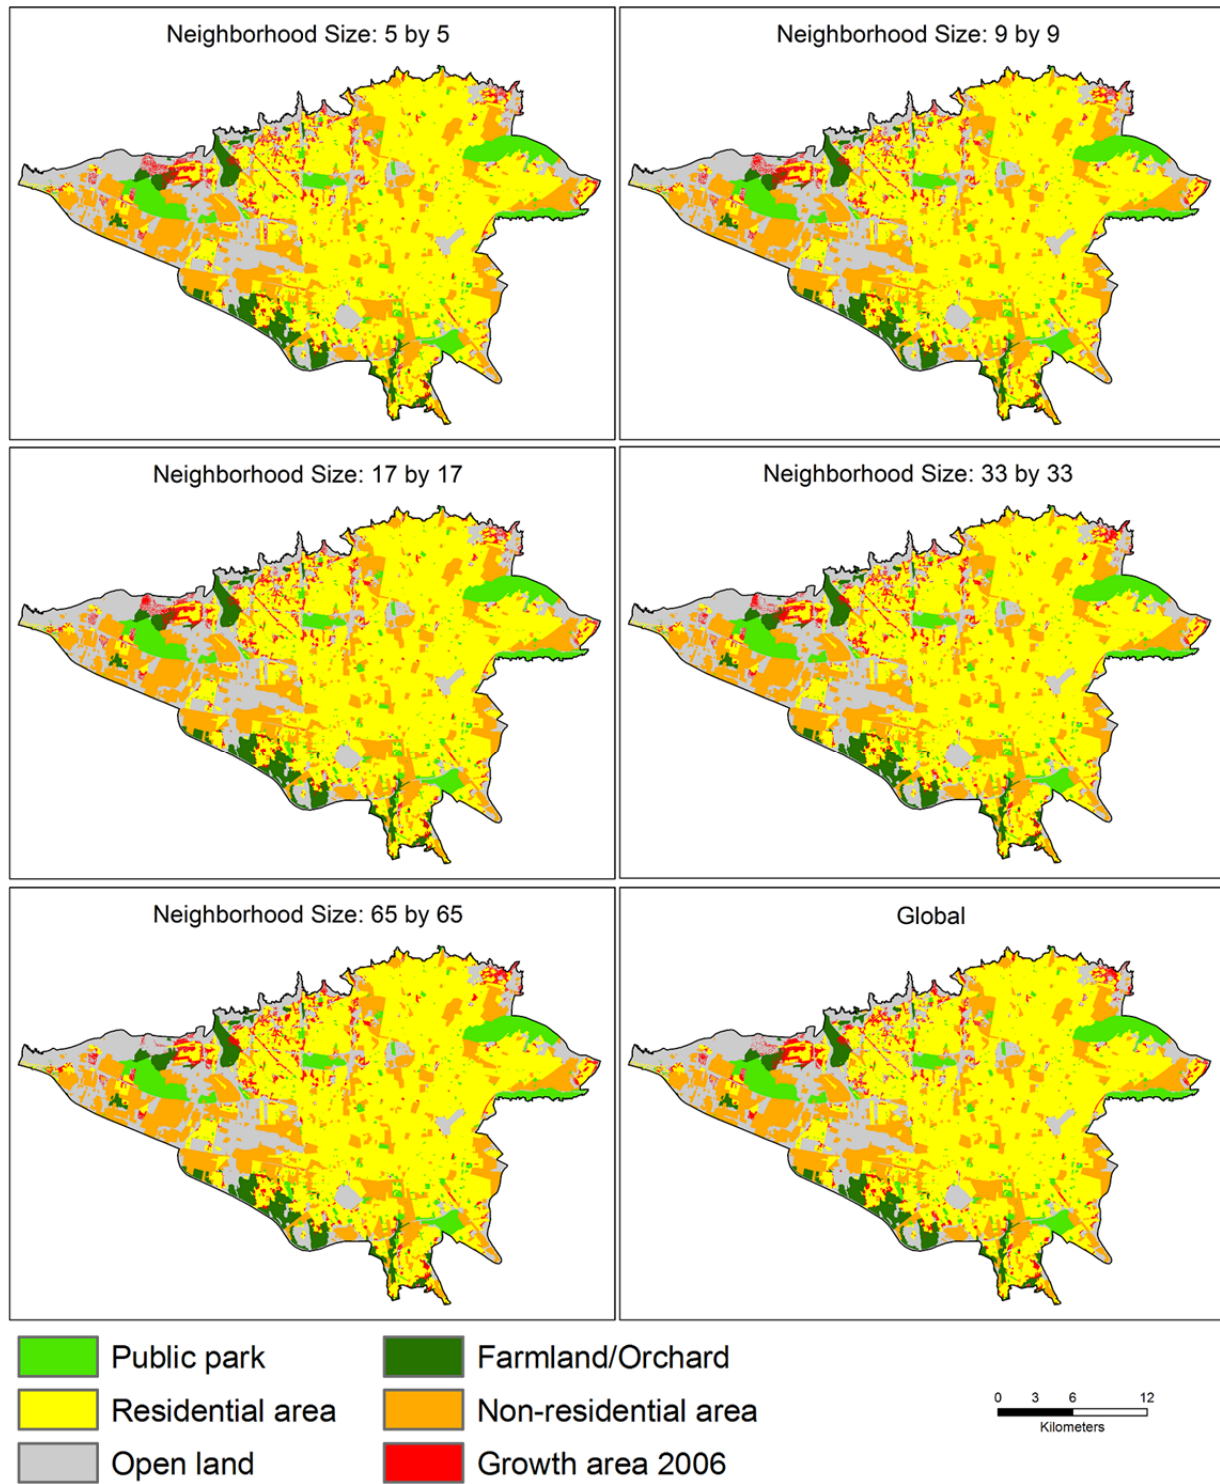 Neighborhood Size: 5 by 5
Neighborhood Size: 9 by 9
Neighborhood Size: 17 by 17
Neighborhood Size: 33 by 33
Neighborhood Size: 65 by 65
Global
Public park
Farmland/Orchard
Residential area
Non-residential area
Open land
Growth area 2006
0 3 6 12
Kilometers